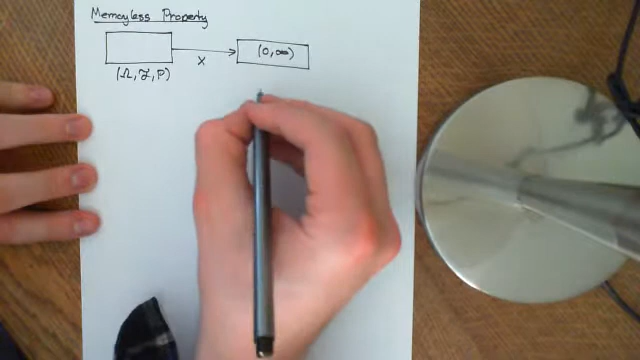 Memoryless Property
(0,∞)
X
(Ω, F, P)